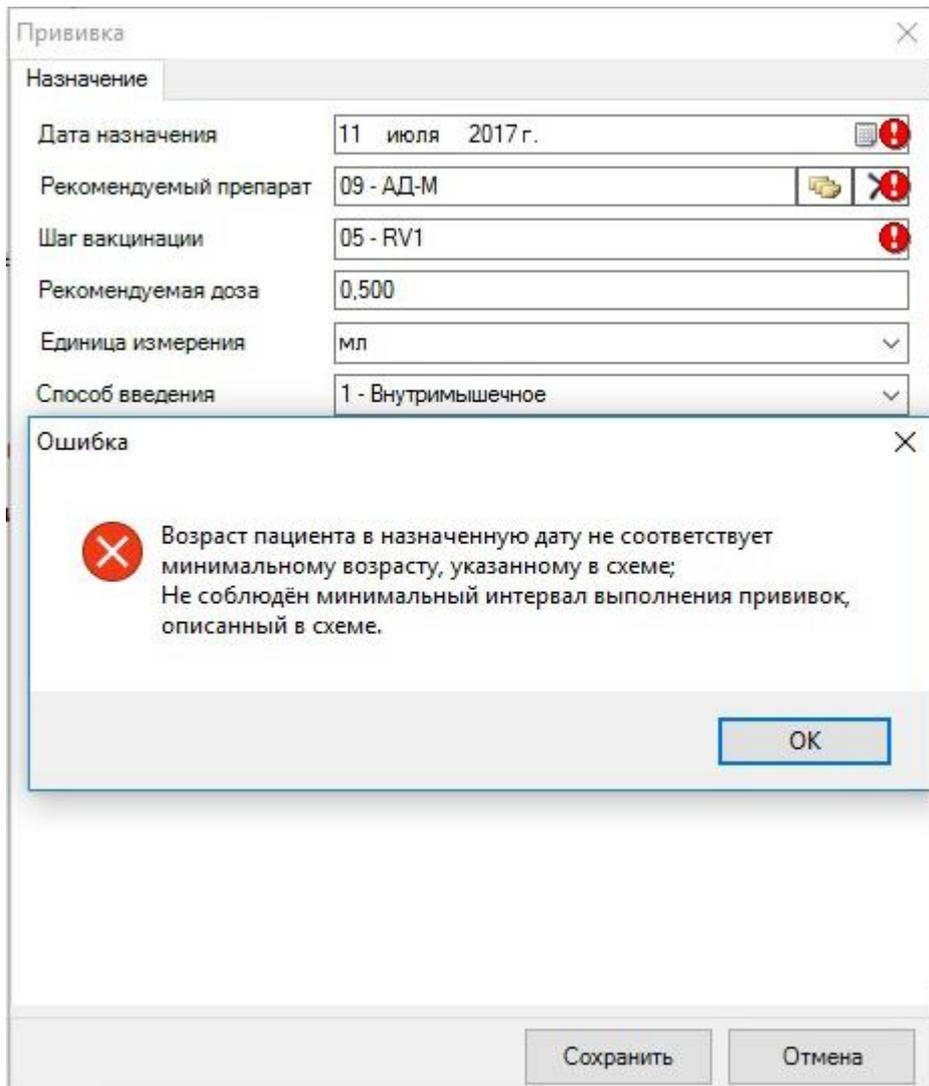 Прививка
Назначение
Дата назначения 11 июля 2017 г.
Рекомендуемый препарат 09 - АД-М
Шаг вакцинации 05 - RV1
Рекомендуемая доза 0,500
Единица измерения мл
Способ введения 1 - Внутримышечное
Ошибка
Возраст пациента в назначенную дату не соответствует
минимальному возрасту, указанному в схеме;
Не соблюдён минимальный интервал выполнения прививок,
описанный в схеме.
ОК
Сохранить Отмена